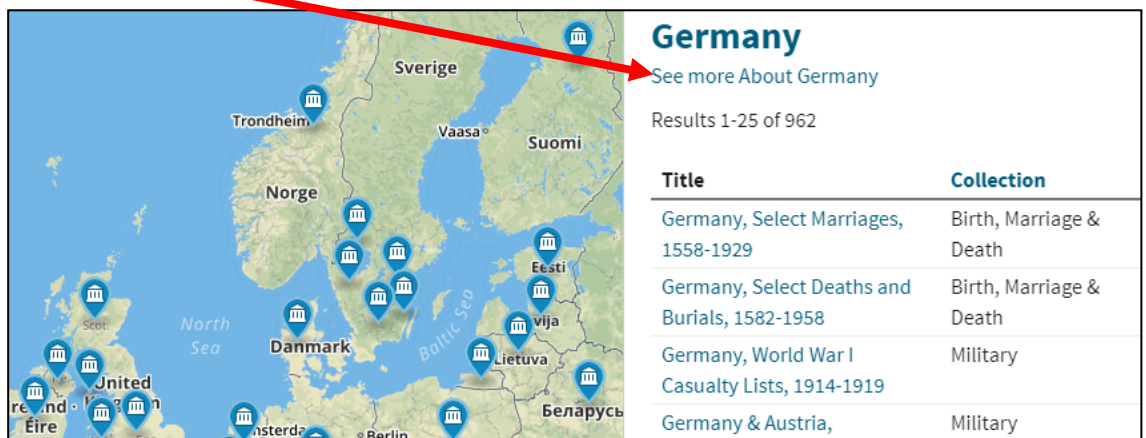 Sverige
Trondheim
Vaasa
Suomi
Norge
Eesti
Scot.
North
Sea
Baltic Sea
Danmark
Lietuva
United
Éire
Беларусь
Berlin
Germany
See more About Germany
Results 1-25 of 962
Title Collection
Germany, Select Marriages, Birth, Marriage &
1558-1929 Death
Germany, Select Deaths and Birth, Marriage &
Burials, 1582-1958 Death
Germany, World War I Military
Casualty Lists, 1914-1919
Germany & Austria, Military